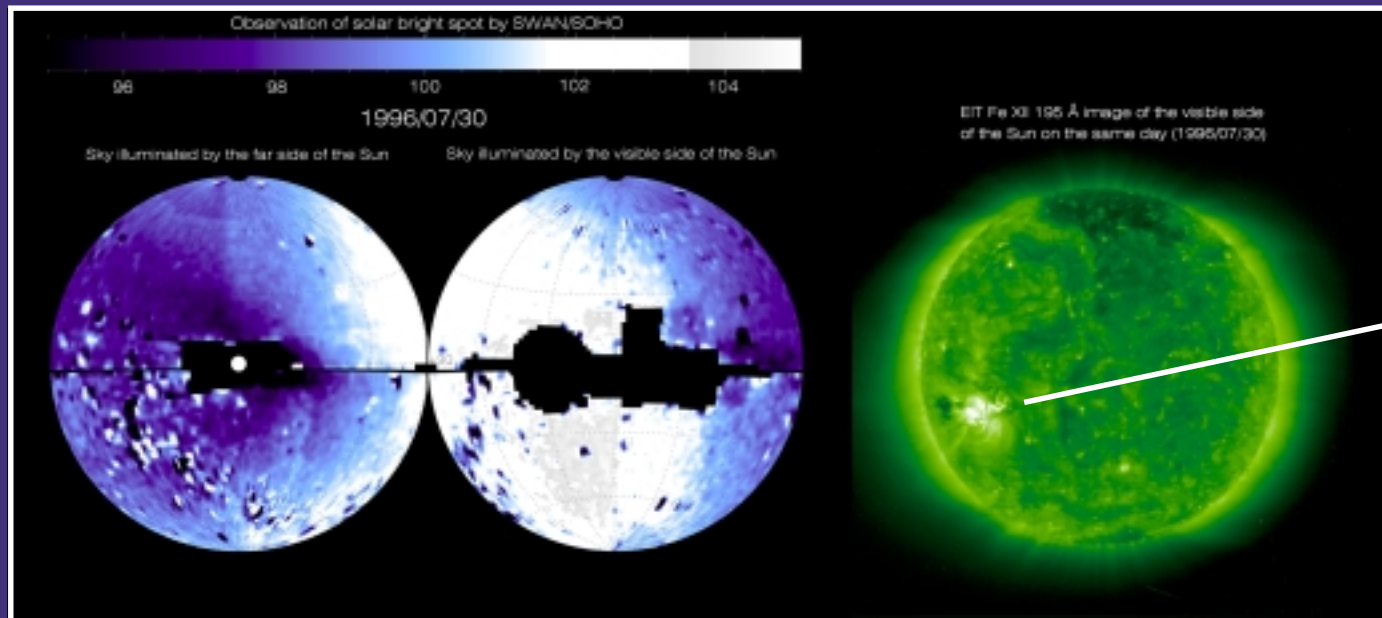 Observation of solar bright spot by SWAN/SOHO
96 98 100 102 104
1996/07/30
Sky illuminated by the far side of the Sun
Sky illuminated by the visible side of the Sun
EIT Fe XII 195 Å image of the visible side
of the Sun on the same day (1996/07/30)